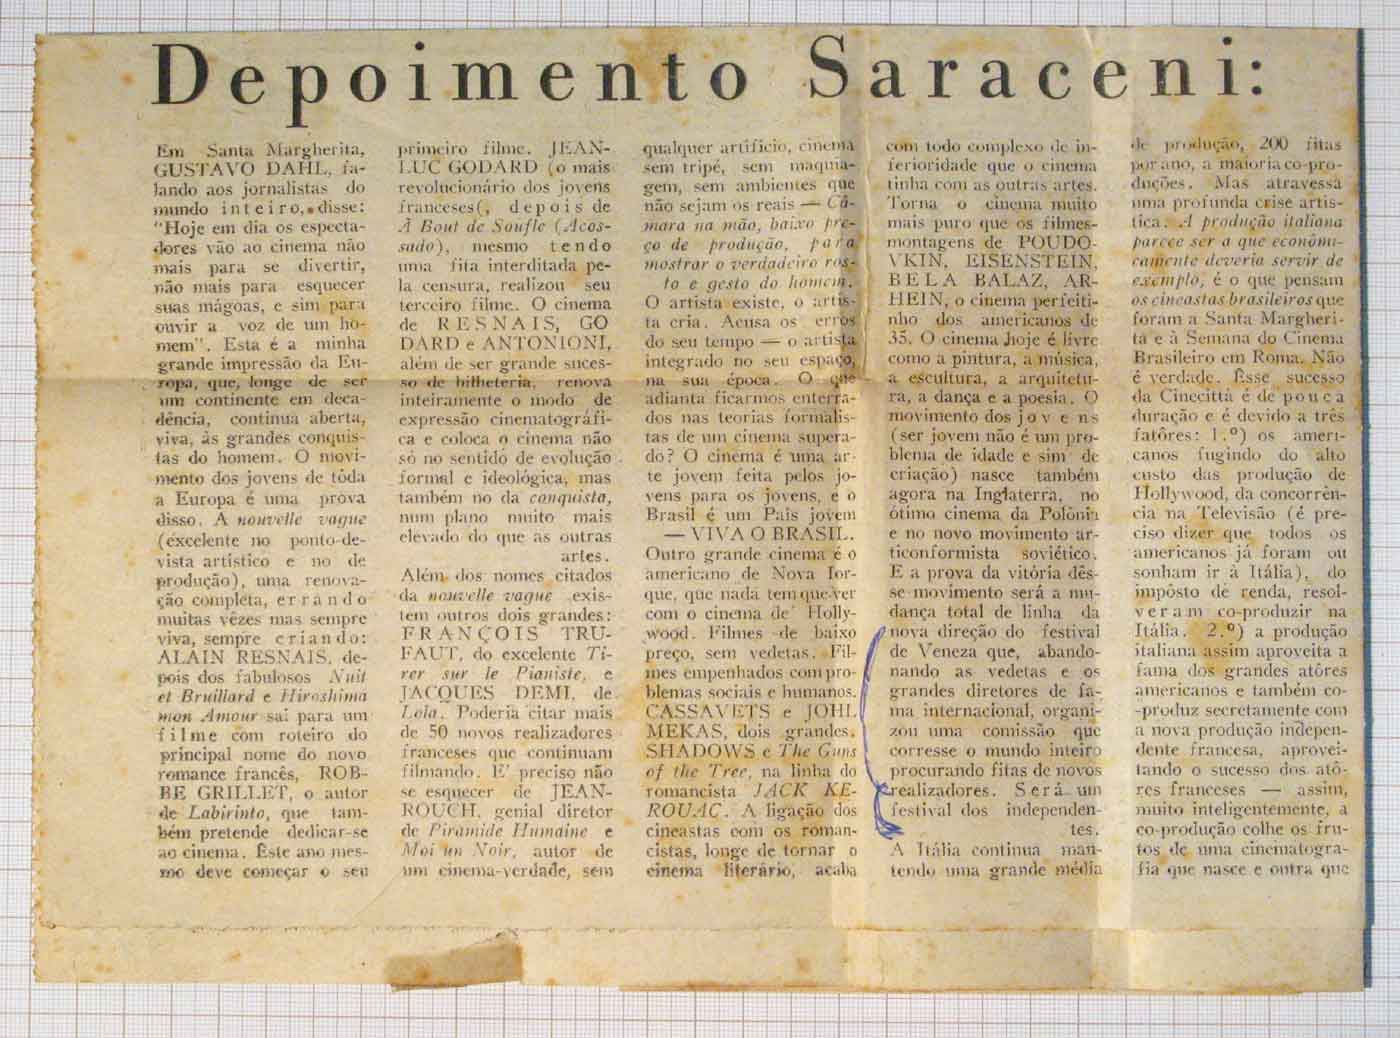 Depoimento Saraceni:
Em Santa Margherita,
GUSTAVO DAHL, fa-
lando aos jornalistas do
mundo inteiro, disse:
"Hoje em dia os especta-
dores vão ao cinema não
mais para se divertir,
não mais para esquecer
suas mágoas, e sim para
ouvir a voz de um ho-
mem". Esta é a minha
grande impressão da Eu-
ropa, que, longe de ser
um continente em deca-
dência, continua aberta,
viva, às grandes conquis-
tas do homem. O movi-
mento dos jovens de tôda
a Europa é uma prova
disso. A nouvelle vague
(excelente no ponto-de-
vista artístico e no de
produção), uma renova-
ção completa, errando
muitas vêzes mas sempre
viva, sempre criando:
ALAIN RESNAIS, de-
pois dos fabulosos Nuit
et Bruillard e Hiroshima
mon Amour sai para um
filme com roteiro do
principal nome do novo
romance francês, ROB-
BE GRILLET, o autor
de Labirinto, que tam-
bém pretende dedicar-se
ao cinema. Êste ano mes-
mo deve começar o seu
primeiro filme. JEAN-
LUC GODARD (o mais
revolucionário dos jovens
franceses(, depois de
À Bout de Soufle (Acos-
sado), mesmo tendo
uma fita interditada pe-
la censura, realizou seu
terceiro filme. O cinema
de RESNAIS, GO
DARD e ANTONIONI,
além de ser grande suces-
so de bilheteria, renova
inteiramente o modo de
expressão cinematográfi-
ca e coloca o cinema não
só no sentido de evolução
formal e ideológica, mas
também no da conquista,
num plano muito mais
elevado do que as outras
artes.
Além dos nomes citados
da nouvelle vague exis-
tem outros dois grandes:
FRANÇOIS TRU-
FAUT, do excelente Ti-
rer sur le Pianiste, e
JACQUES DEMI, de
Lola. Poderia citar mais
de 50 novos realizadores
franceses que continuam
filmando. E' preciso não
se esquecer de JEAN-
ROUCH, genial diretor
de Piramide Humaine e
Moi un Noir, autor de
um cinema-verdade, sem
qualquer artifício, cinema
sem tripé, sem maquia-
gem, sem ambientes que
não sejam os reais — Câ-
mara na mão, baixo pre-
ço de produção, para
mostrar o verdadeiro ros-
to e gesto do homem.
O artista existe, o artis-
ta cria. Acusa os erros
do seu tempo — o artista
integrado no seu espaço,
na sua época. O que
adianta ficarmos enterra-
dos nas teorias formalis-
tas de um cinema supera-
do? O cinema é uma ar-
te jovem feita pelos jo-
vens para os jovens, e o
Brasil é um País jovem
— VIVA O BRASIL.
Outro grande cinema é o
americano de Nova Ior-
que, que nada tem que ver
com o cinema de Holly-
wood. Filmes de baixo
preço, sem vedetas. Fil-
mes empenhados com pro-
blemas sociais e humanos.
CASSAVETS e JOHL
MEKAS, dois grandes.
SHADOWS e The Guns
of the Tree, na linha do
romancista JACK KE-
ROUAC. A ligação dos
cineastas com os roman-
cistas, longe de tornar o
cinema literário, acaba
com todo complexo de in-
ferioridade que o cinema
tinha com as outras artes.
Torna o cinema muito
mais puro que os filmes-
montagens de POUDO-
VKIN, EISENSTEIN,
BELA BALAZ, AR-
HEIN, o cinema perfeiti-
nho dos americanos de
35. O cinema hoje é livre
como a pintura, a música,
a escultura, a arquitetu-
ra, a dança e a poesia. O
movimento dos jovens
(ser jovem não é um pro-
blema de idade e sim de
criação) nasce também
agora na Inglaterra, no
ótimo cinema da Polônia
e no novo movimento an-
ticonformista soviético.
E a prova da vitória dês-
se movimento será a mu-
dança total de linha da
nova direção do festival
de Veneza que, abando-
nando as vedetas e os
grandes diretores de fa-
ma internacional, organi-
zou uma comissão que
corresse o mundo inteiro
procurando fitas de novos
realizadores. Será um
festival dos independen-
tes.
A Itália continua man-
tendo uma grande média
de produção, 200 fitas
por ano, a maioria co-pro-
duções. Mas atravessa
uma profunda crise artís-
tica. A produção italiana
parece ser a que econômi-
camente deveria servir de
exemplo, é o que pensam
os cineastas brasileiros que
foram a Santa Margheri-
ta e à Semana do Cinema
Brasileiro em Roma. Não
é verdade. Êsse sucesso
da Cinecittà é de pouca
duração e é devido a três
fatôres: 1.º) os ameri-
canos fugindo do alto
custo das produção de
Hollywood, da concorrên-
cia na Televisão (é pre-
ciso dizer que todos os
americanos já foram ou
sonham ir à Itália), do
impôsto de renda, resol-
veram co-produzir na
Itália. 2.º) a produção
italiana assim aproveita a
fama dos grandes atôres
americanos e também co-
-produz secretamente com
a nova produção indepen-
dente francesa, aprovei-
tando o sucesso dos atô-
res franceses — assim,
muito inteligentemente, a
co-produção colhe os fru-
tos de uma cinematogra-
fia que nasce e outra que